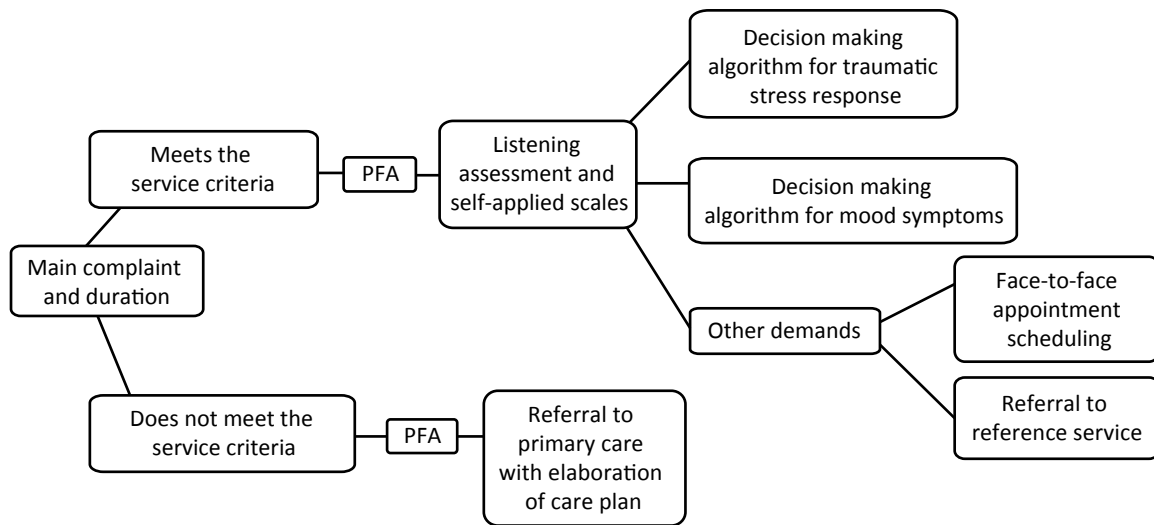 Decision making
algorithm for traumatic
stress response
Meets the
service criteria
PFA
Listening
assessment and
self-applied scales
Decision making
algorithm for mood symptoms
Main complaint
and duration
Other demands
Face-to-face
appointment
scheduling
Referral to
reference service
Does not meet the
service criteria
PFA
Referral to
primary care
with elaboration
of care plan